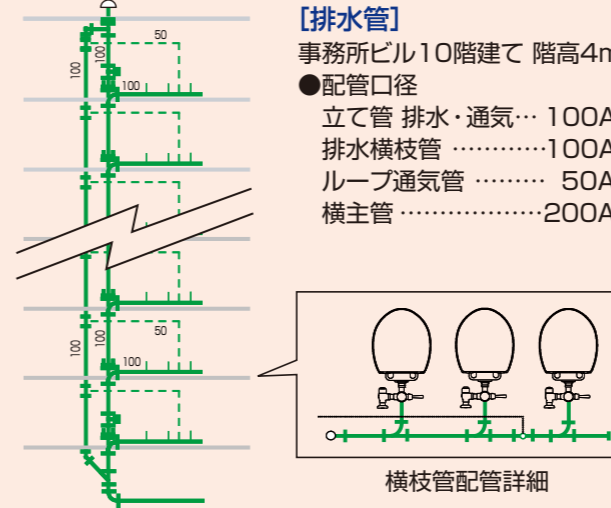 [排水管]
事務所ビル10階建て 階高4m
●配管口径
立て管 排水・通気… 100A
排水横枝管 …………100A
ループ通気管 ……… 50A
横主管 ………………200A
50
100
100
100
50
100
100
100
横枝管配管詳細